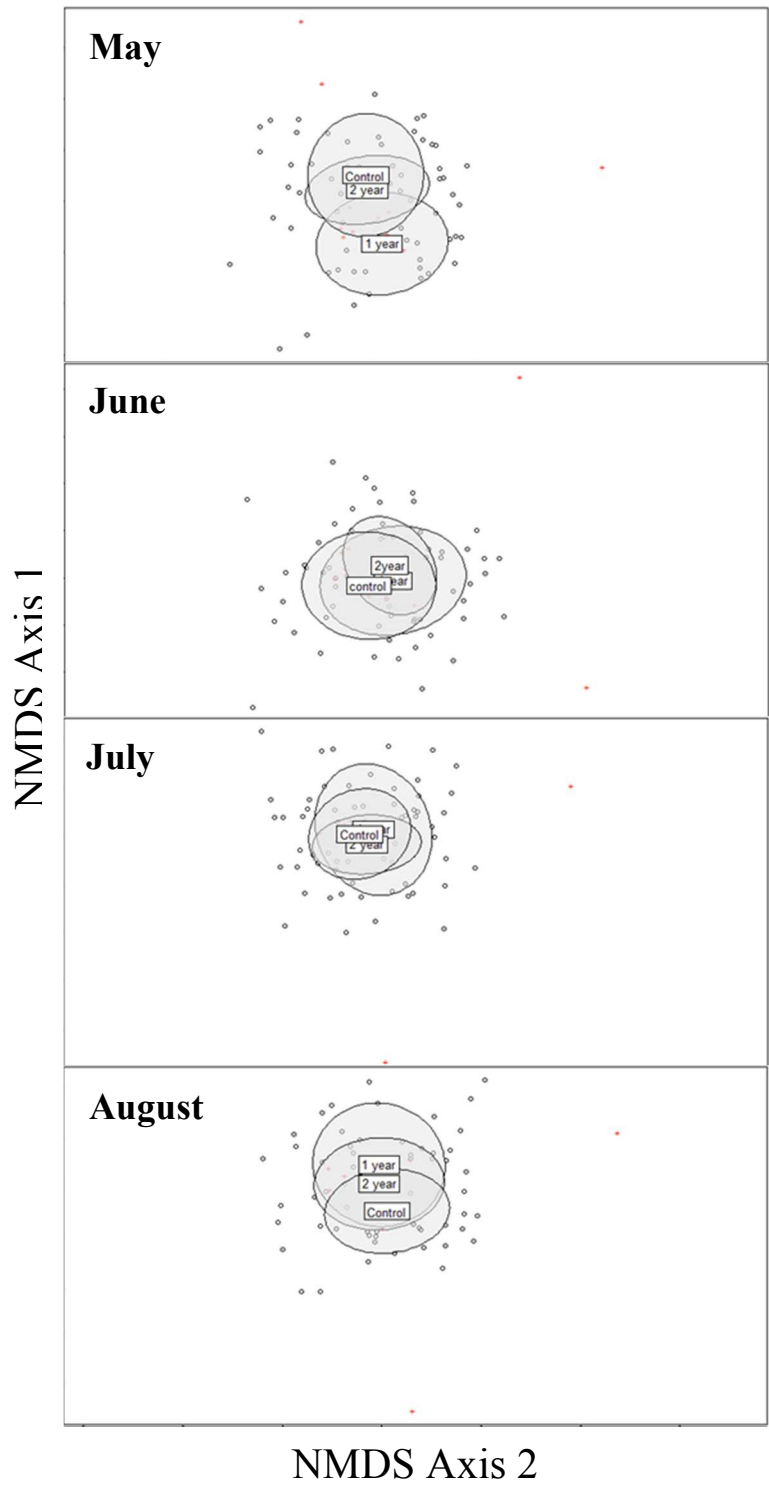 May
Control
2 year
1 year
June
2year
year
control
NMDS Axis 1
July
Control
2 year
August
1 year
2 year
Control
NMDS Axis 2